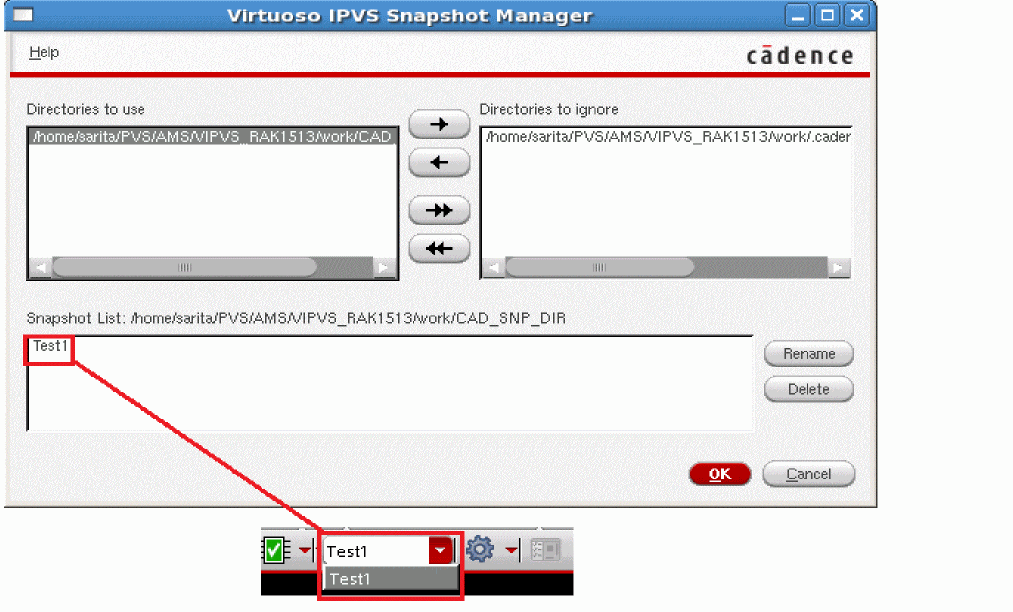 Virtuoso IPVS Snapshot Manager
Help
cādence
Directories to use
Directories to ignore
/home/sarita/PVS/AMS/VIPVS_RAK1513/work/CAD
/home/sarita/PVS/AMS/VIPVS_RAK1513/work/.cader
Snapshot List: /home/sarita/PVS/AMS/VIPVS_RAK1513/work/CAD_SNP_DIR
Test1
Rename
Delete
OK
Cancel
Test1
Test1